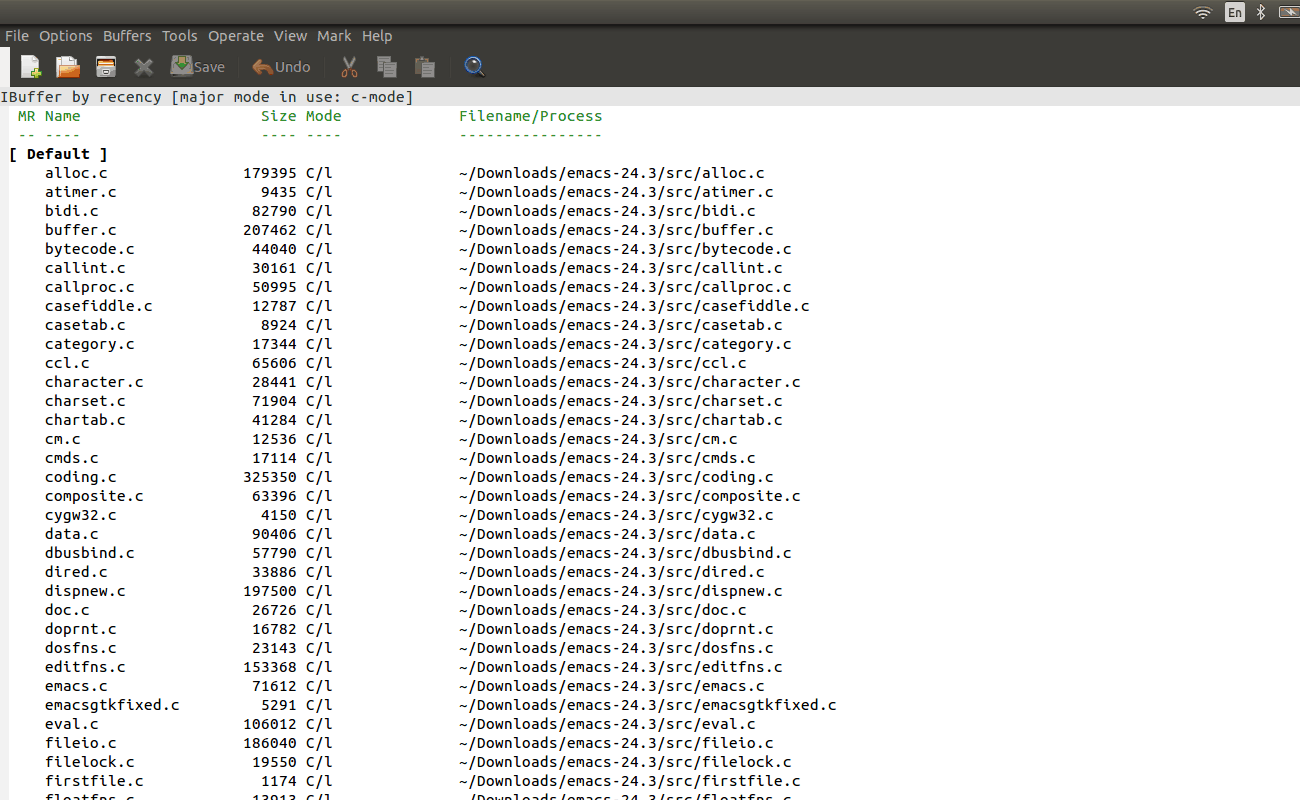 En
File Options Buffers Tools Operate View Mark Help
Save Undo
IBuffer by recency [major mode in use: c-mode]
MR Name Size Mode Filename/Process
-- ---- ---- ---- ----------------
[ Default ]
alloc.c 179395 C/l ~/Downloads/emacs-24.3/src/alloc.c
atimer.c 9435 C/l ~/Downloads/emacs-24.3/src/atimer.c
bidi.c 82790 C/l ~/Downloads/emacs-24.3/src/bidi.c
buffer.c 207462 C/l ~/Downloads/emacs-24.3/src/buffer.c
bytecode.c 44040 C/l ~/Downloads/emacs-24.3/src/bytecode.c
callint.c 30161 C/l ~/Downloads/emacs-24.3/src/callint.c
callproc.c 50995 C/l ~/Downloads/emacs-24.3/src/callproc.c
casefiddle.c 12787 C/l ~/Downloads/emacs-24.3/src/casefiddle.c
casetab.c 8924 C/l ~/Downloads/emacs-24.3/src/casetab.c
category.c 17344 C/l ~/Downloads/emacs-24.3/src/category.c
ccl.c 65606 C/l ~/Downloads/emacs-24.3/src/ccl.c
character.c 28441 C/l ~/Downloads/emacs-24.3/src/character.c
charset.c 71904 C/l ~/Downloads/emacs-24.3/src/charset.c
chartab.c 41284 C/l ~/Downloads/emacs-24.3/src/chartab.c
cm.c 12536 C/l ~/Downloads/emacs-24.3/src/cm.c
cmds.c 17114 C/l ~/Downloads/emacs-24.3/src/cmds.c
coding.c 325350 C/l ~/Downloads/emacs-24.3/src/coding.c
composite.c 63396 C/l ~/Downloads/emacs-24.3/src/composite.c
cygw32.c 4150 C/l ~/Downloads/emacs-24.3/src/cygw32.c
data.c 90406 C/l ~/Downloads/emacs-24.3/src/data.c
dbusbind.c 57790 C/l ~/Downloads/emacs-24.3/src/dbusbind.c
dired.c 33886 C/l ~/Downloads/emacs-24.3/src/dired.c
dispnew.c 197500 C/l ~/Downloads/emacs-24.3/src/dispnew.c
doc.c 26726 C/l ~/Downloads/emacs-24.3/src/doc.c
doprnt.c 16782 C/l ~/Downloads/emacs-24.3/src/doprnt.c
dosfns.c 23143 C/l ~/Downloads/emacs-24.3/src/dosfns.c
editfns.c 153368 C/l ~/Downloads/emacs-24.3/src/editfns.c
emacs.c 71612 C/l ~/Downloads/emacs-24.3/src/emacs.c
emacsgtkfixed.c 5291 C/l ~/Downloads/emacs-24.3/src/emacsgtkfixed.c
eval.c 106012 C/l ~/Downloads/emacs-24.3/src/eval.c
fileio.c 186040 C/l ~/Downloads/emacs-24.3/src/fileio.c
filelock.c 19550 C/l ~/Downloads/emacs-24.3/src/filelock.c
firstfile.c 1174 C/l ~/Downloads/emacs-24.3/src/firstfile.c
floatfns.c 13913 C/l ~/Downloads/emacs-24.3/src/floatfns.c